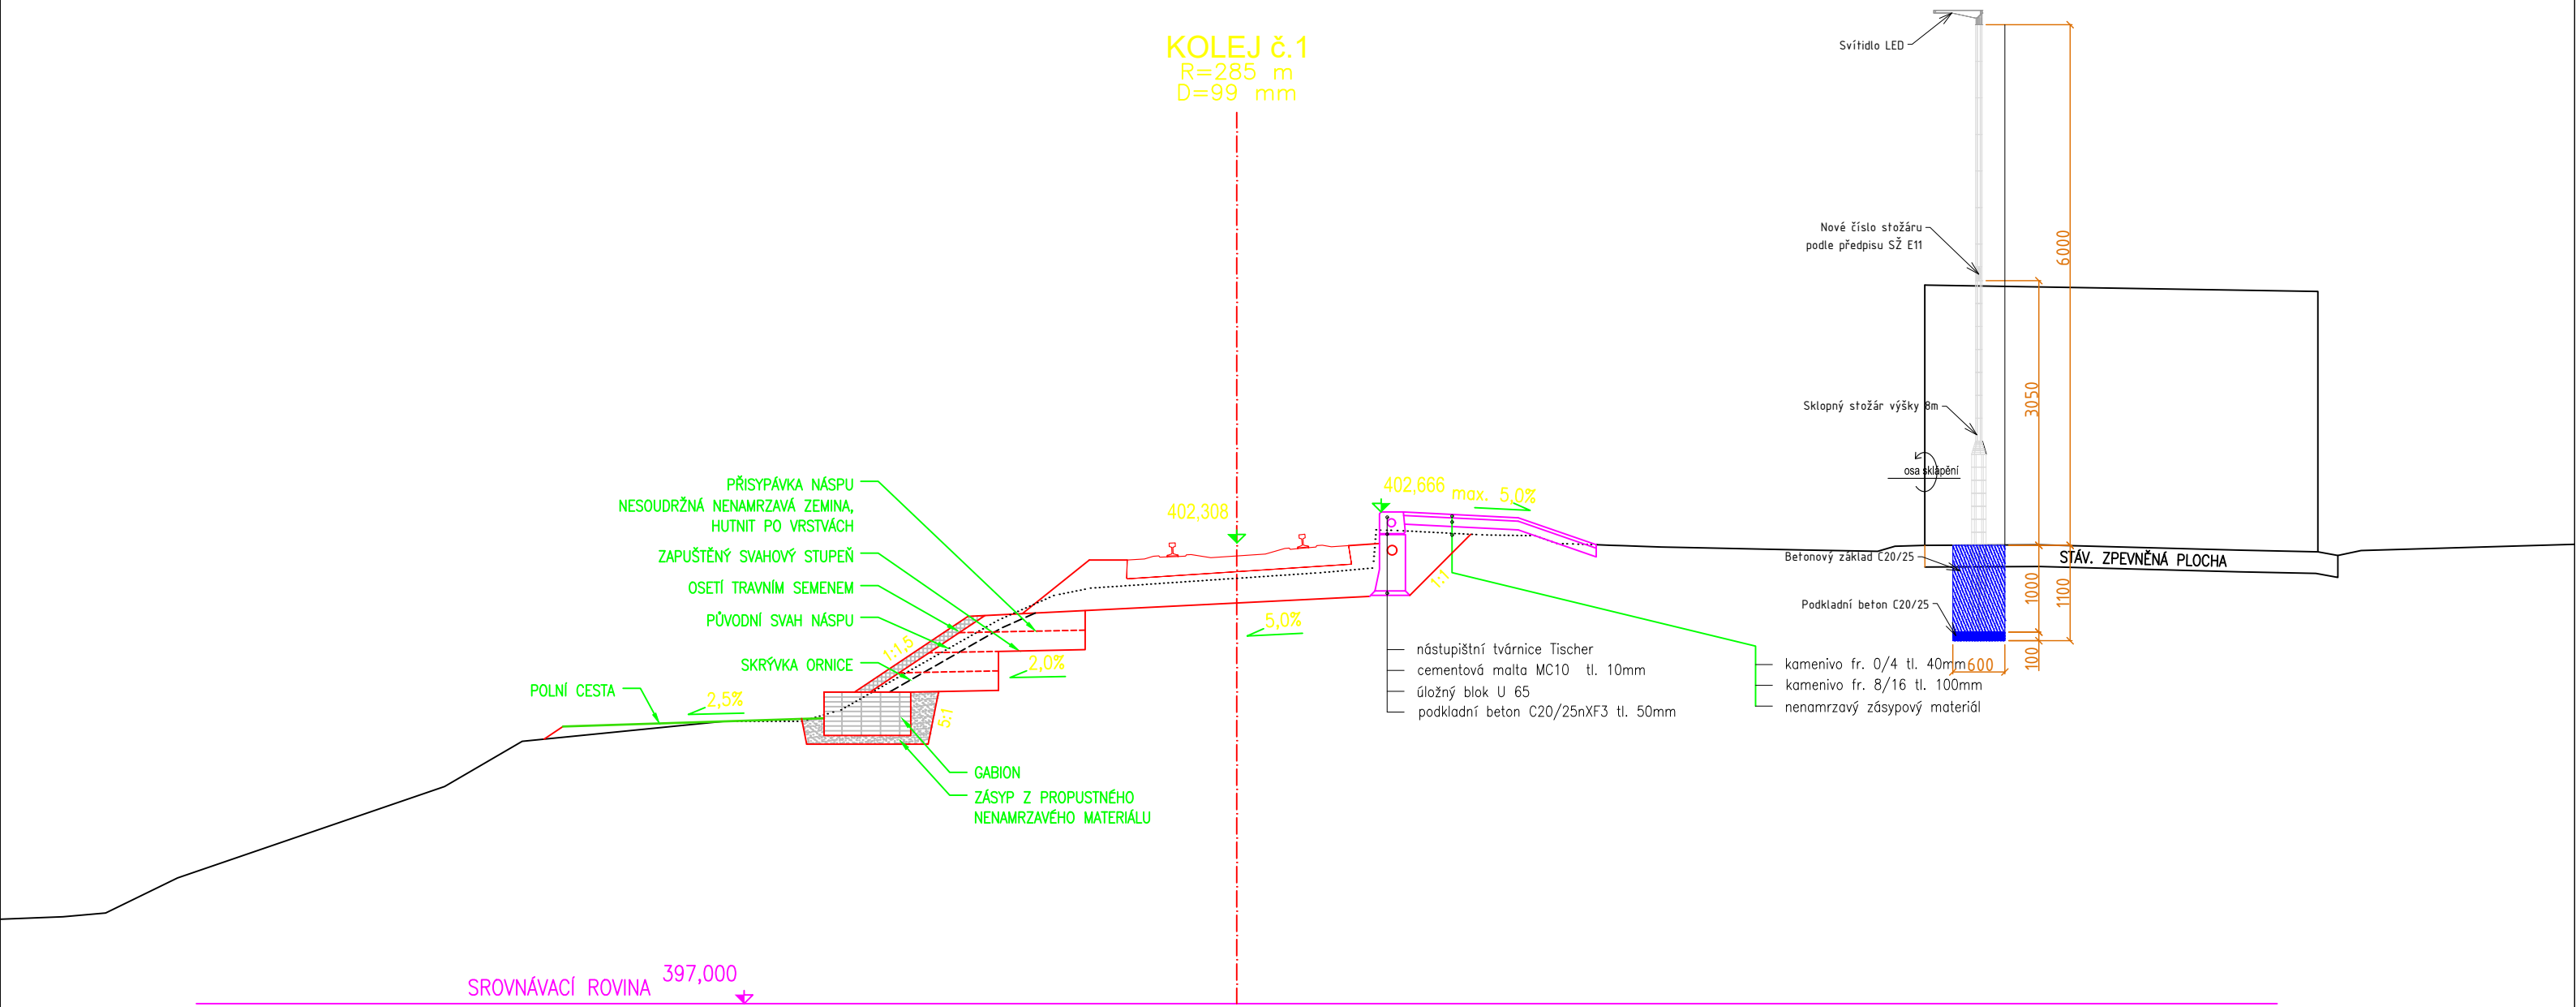 KOLEJ č.1
R=285 m
D=99 mm
Svítidlo LED
Nové číslo stožáru
podle předpisu SŽ E11
6000
3050
Sklopný stožár výšky 8m
osa sklápění
PŘISYPÁVKA NÁSPU
NESOUDRŽNÁ NENAMRZAVÁ ZEMINA,
HUTNIT PO VRSTVÁCH
ZAPUŠTĚNÝ SVAHOVÝ STUPEŇ
OSETÍ TRAVNÍM SEMENEM
PŮVODNÍ SVAH NÁSPU
SKRÝVKA ORNICE
POLNÍ CESTA
2,5%
1:1,5
5:1
2,0%
5,0%
402,308
402,666
max. 5,0%
1:1
Betonový základ C20/25
STÁV. ZPEVNĚNÁ PLOCHA
Podkladní beton C20/25
1000
1100
100
600
nástupištní tvárnice Tischer
cementová malta MC10 tl. 10mm
úložný blok U 65
podkladní beton C20/25nXF3 tl. 50mm
kamenivo fr. 0/4 tl. 40mm
kamenivo fr. 8/16 tl. 100mm
nenamrzavý zásypový materiál
GABION
ZÁSYP Z PROPUSTNÉHO
NENAMRZAVÉHO MATERIÁLU
SROVNÁVACÍ ROVINA 397,000